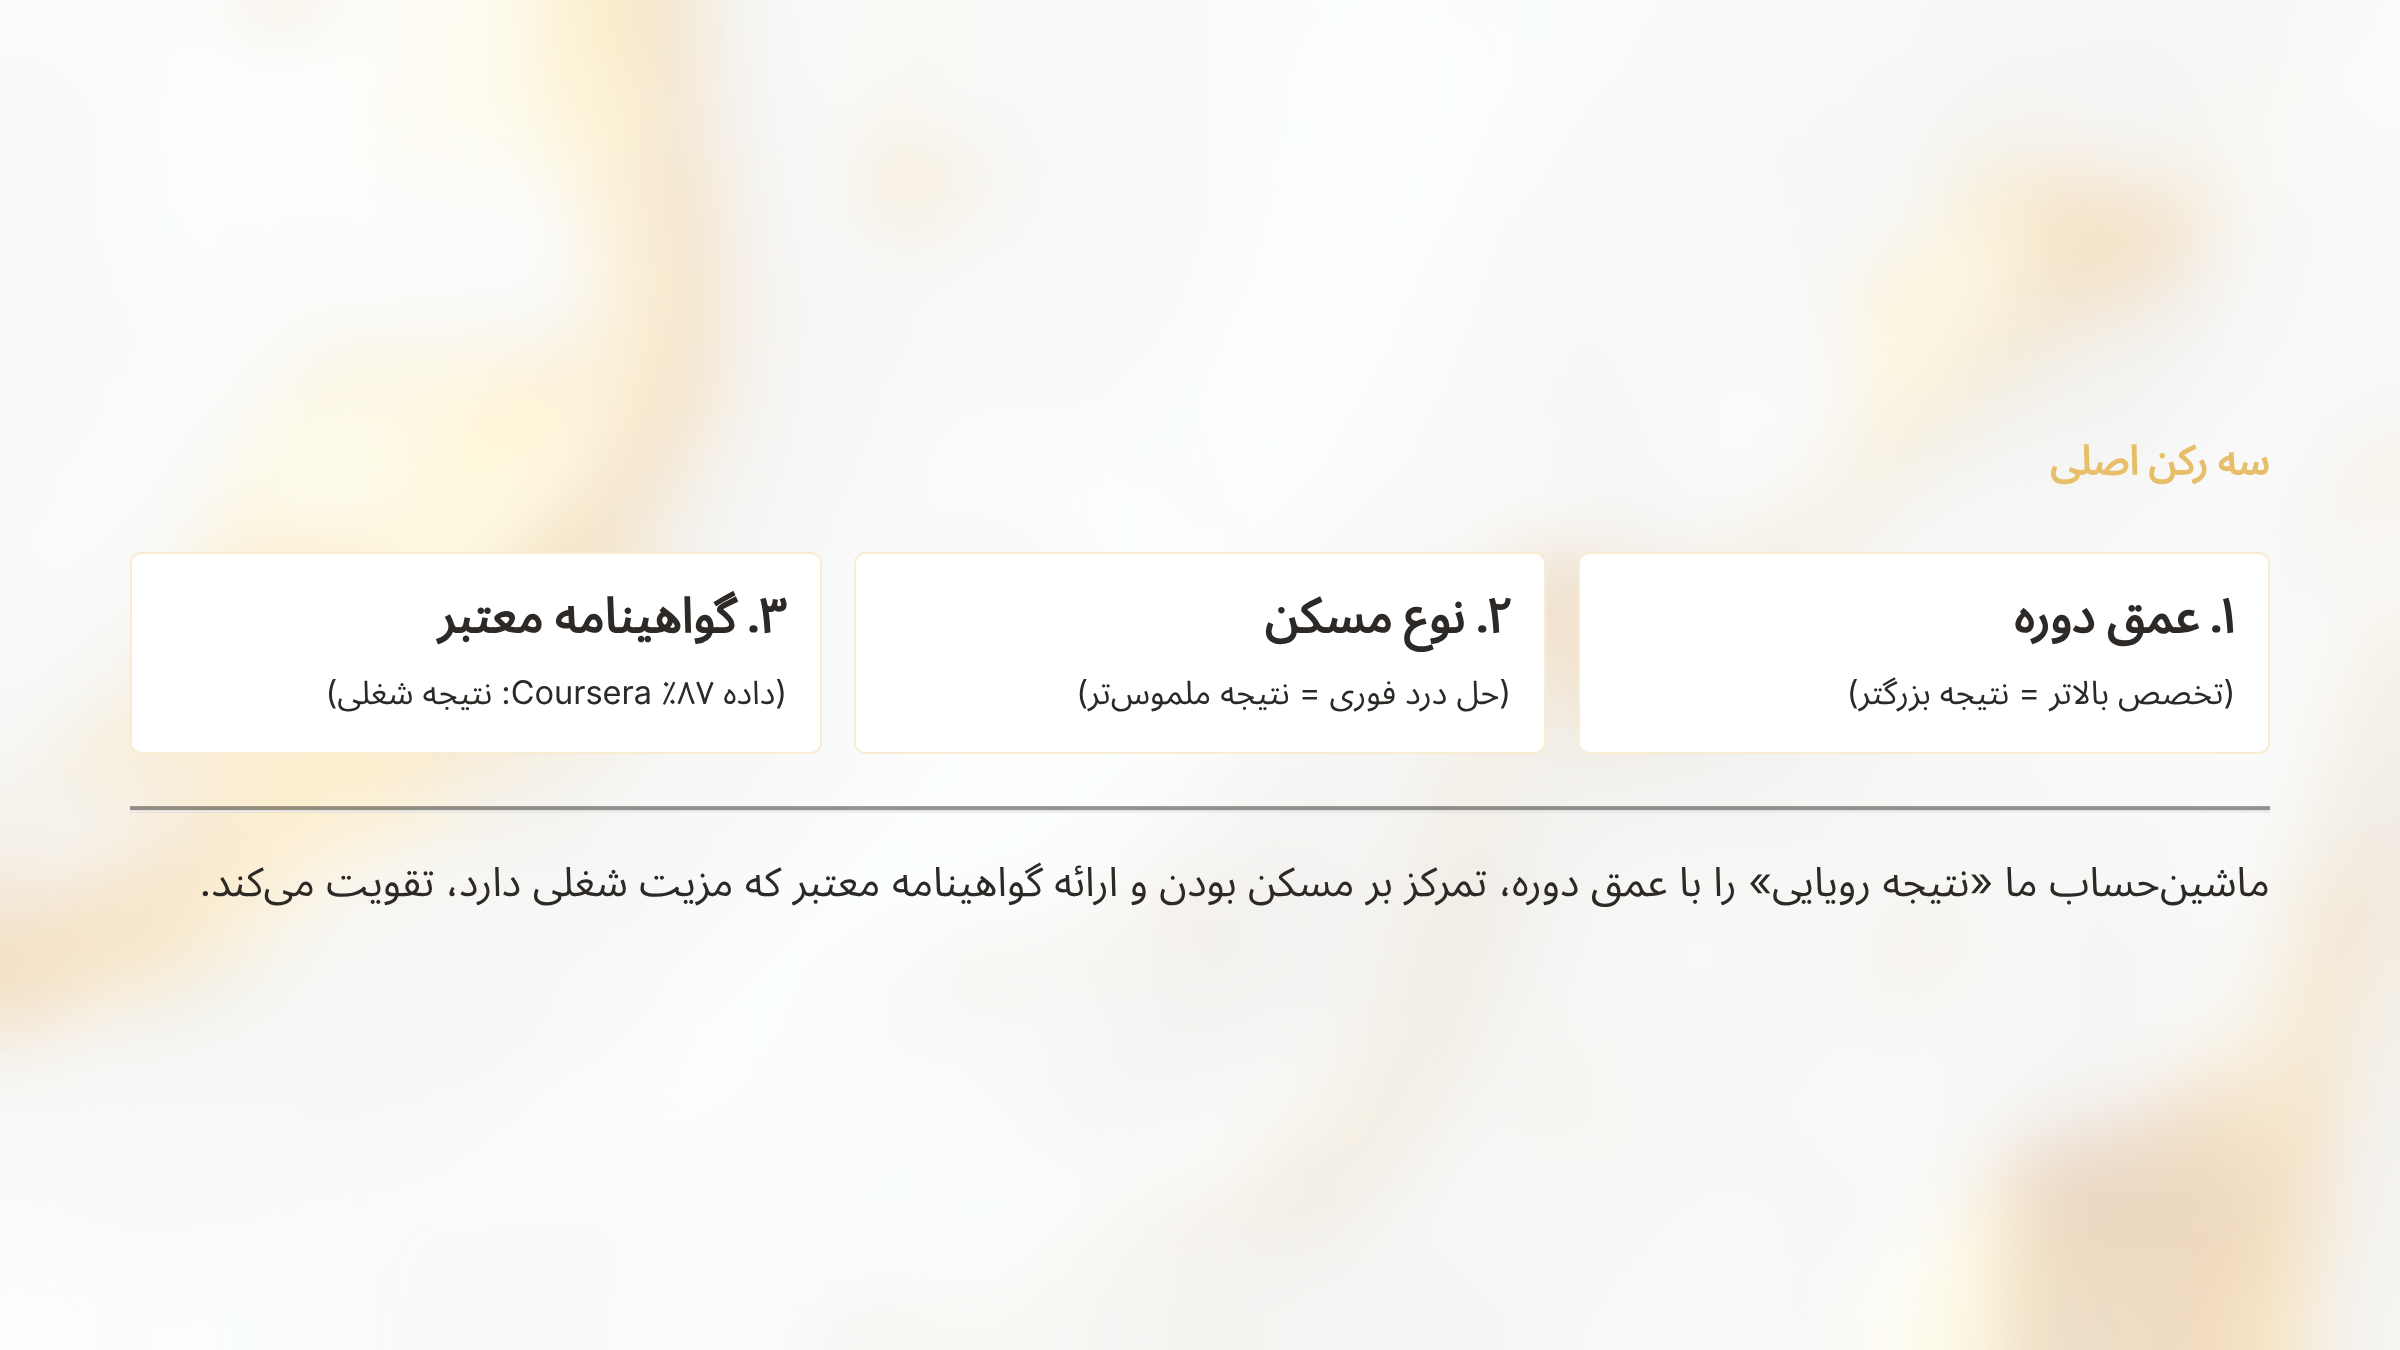 سه رکن اصلی
۱. عمق دوره
(تخصص بالاتر = نتیجه بزرگتر)
۲. نوع مسکن
(حل درد فوری = نتیجه ملموس‌تر)
۳. گواهینامه معتبر
(داده ۸۷٪ Coursera: نتیجه شغلی)
ماشین‌حساب ما «نتیجه رویایی» را با عمق دوره، تمرکز بر مسکن بودن و ارائه گواهینامه معتبر که مزیت شغلی دارد، تقویت می‌کند.